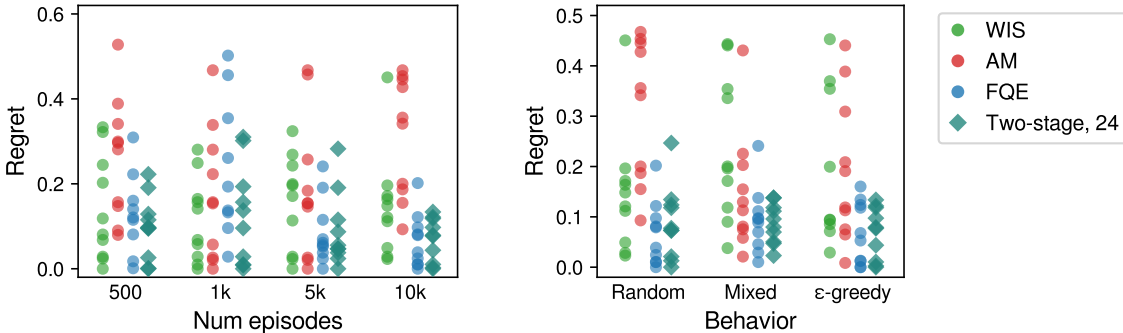 0.6
0.4
0.2
0.0
Regret
500 1k 5k 10k
Num episodes
0.5
0.4
0.3
0.2
0.1
0.0
Regret
Random Mixed ε-greedy
Behavior
WIS
AM
FQE
Two-stage, 24